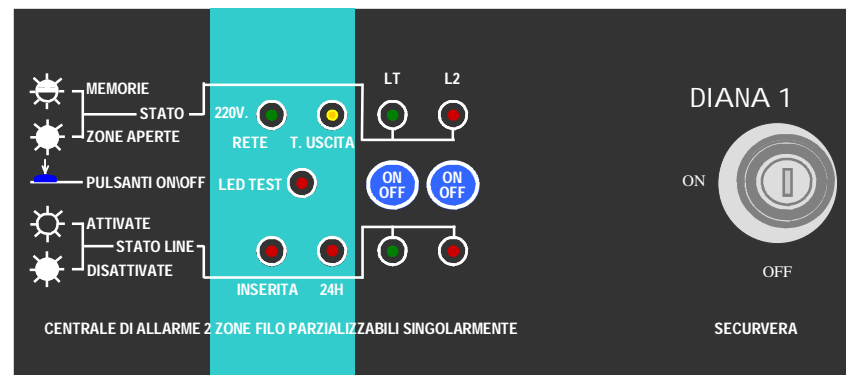 LT L2
MEMORIE
DIANA 1
STATO
220V.
ZONE APERTE
RETE T. USCITA
PULSANTI ON\OFF
LED TEST
ON
OFF
ON
OFF
ON
ATTIVATE
STATO LINE
DISATTIVATE
OFF
INSERITA 24H
CENTRALE DI ALLARME 2 ZONE FILO PARZIALIZZABILI SINGOLARMENTE
SECURVERA